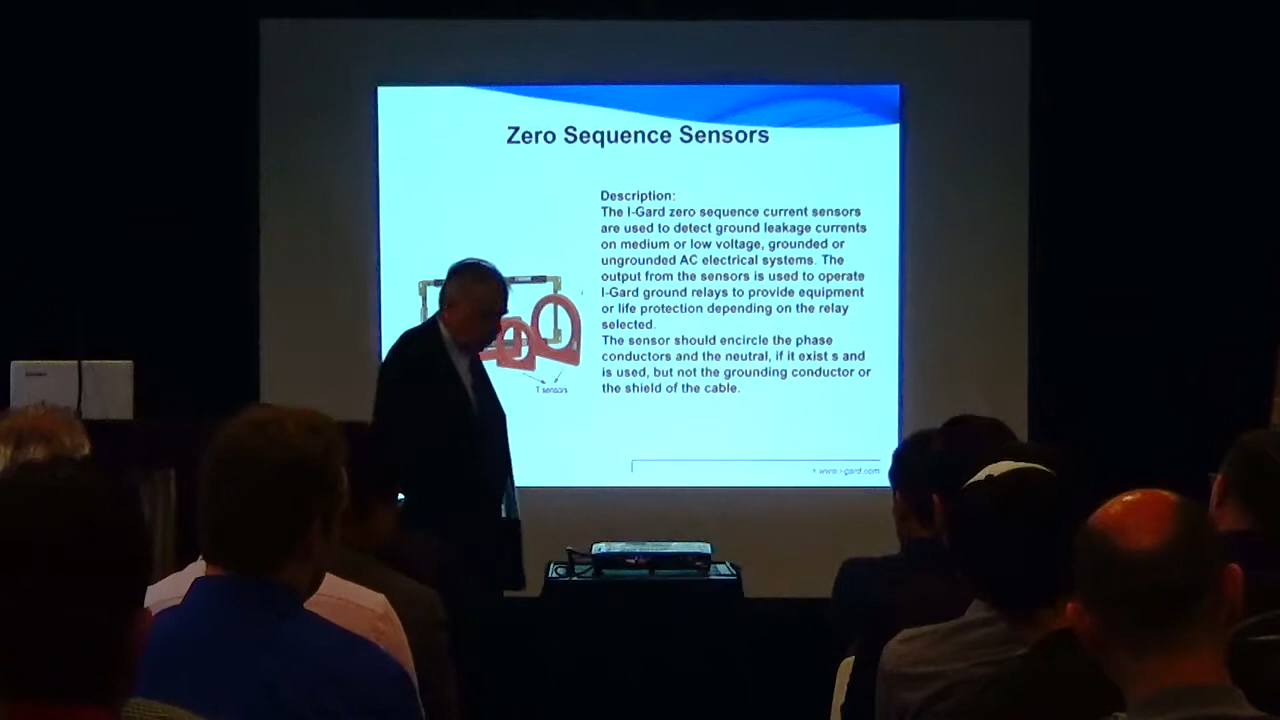 Zero Sequence Sensors
Description:
The I-Gard zero sequence current sensors
are used to detect ground leakage currents
on medium or low voltage, grounded or
ungrounded AC electrical systems. The
output from the sensors is used to operate
I-Gard ground relays to provide equipment
or life protection depending on the relay
selected.
The sensor should encircle the phase
conductors and the neutral, if it exist s and
is used, but not the grounding conductor or
the shield of the cable.
T sensors
www.i-gard.com